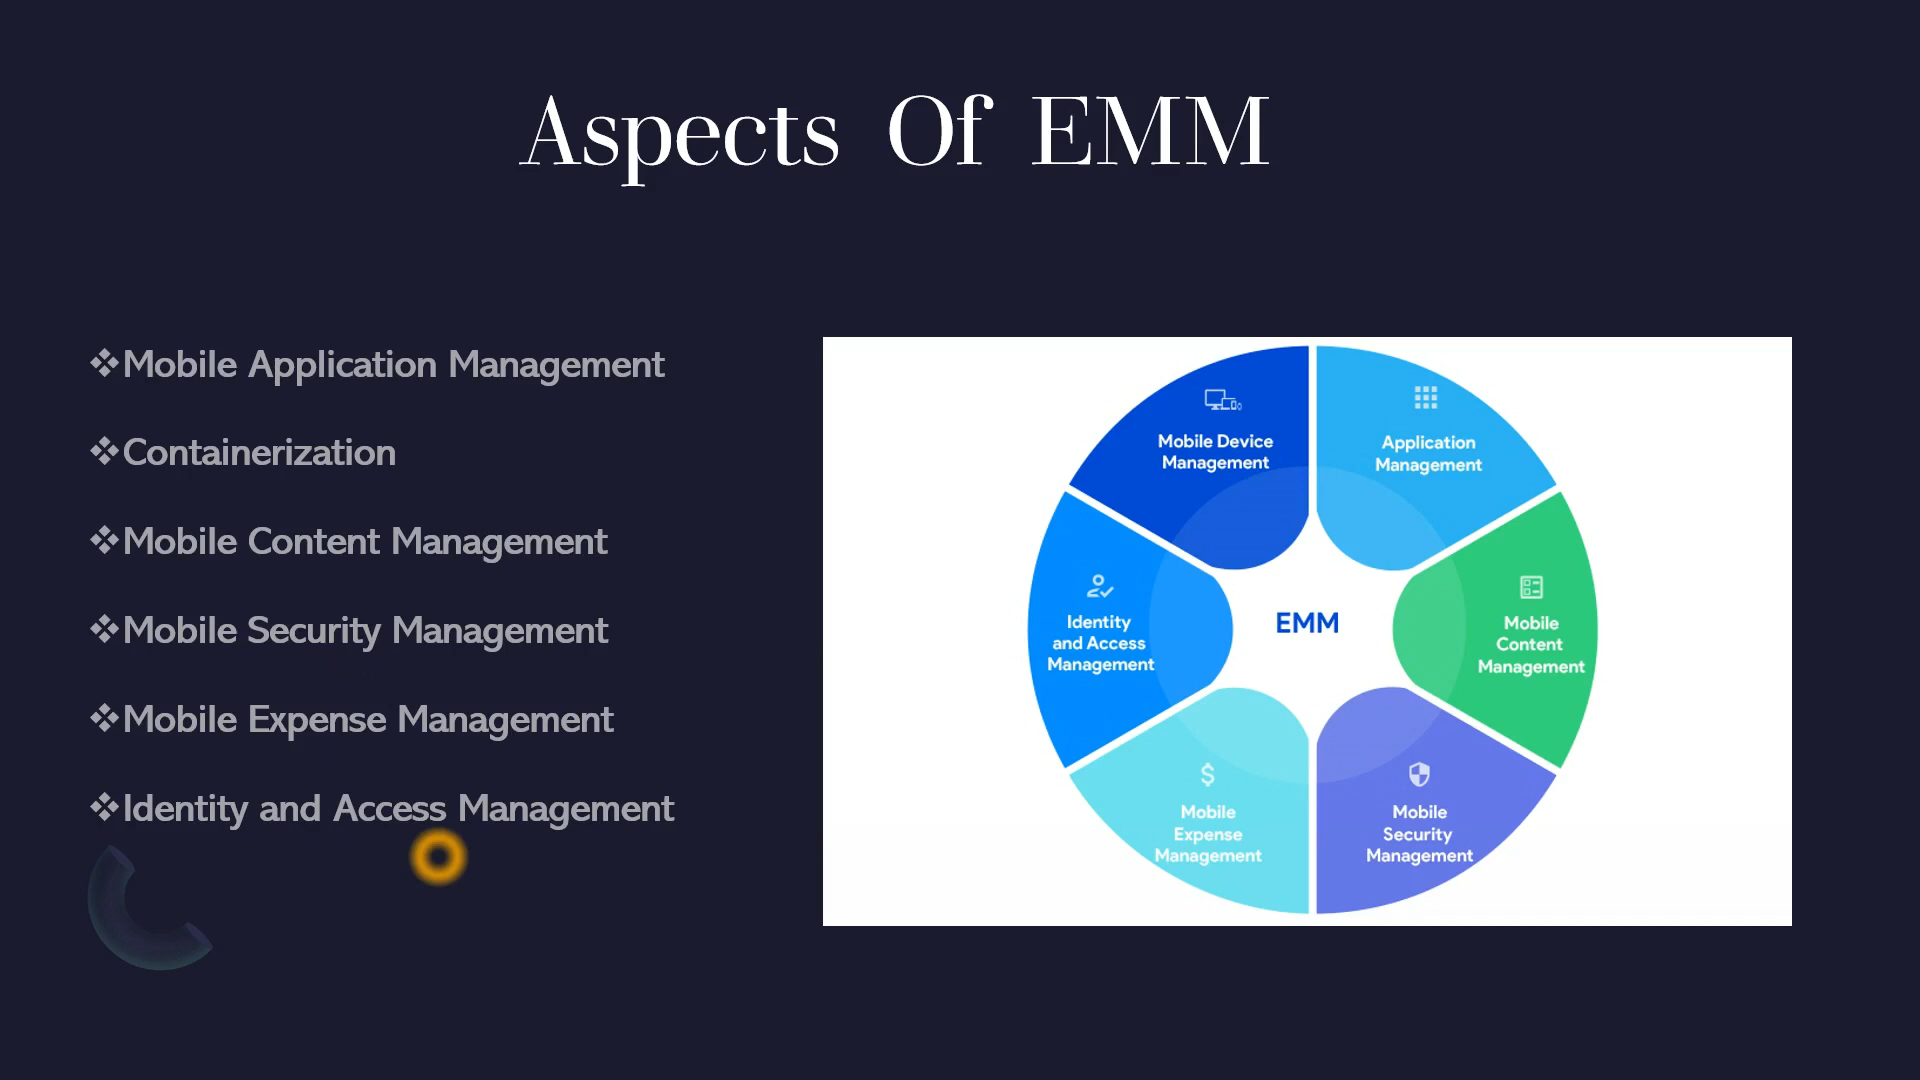 Aspects Of EMM
❖Mobile Application Management
❖Containerization
❖Mobile Content Management
❖Mobile Security Management
❖Mobile Expense Management
❖Identity and Access Management
Mobile Device
Management
Application
Management
Identity
and Access
Management
EMM
Mobile
Content
Management
Mobile
Expense
Management
Mobile
Security
Management